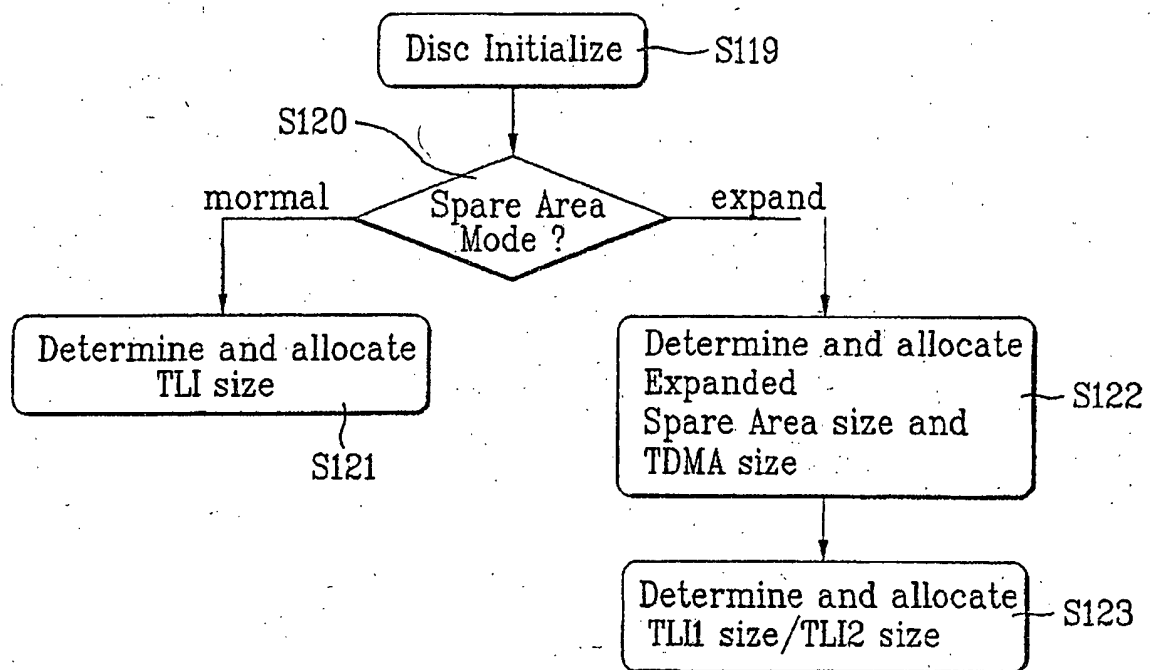 Disc Initialize
S119
S120
mormal
Spare Area
Mode ?
expand
Determine and allocate
TLI size
S121
Determine and allocate
Expanded
Spare Area size and
TDMA size
S122
Determine and allocate
TLI1 size/TLI2 size
S123